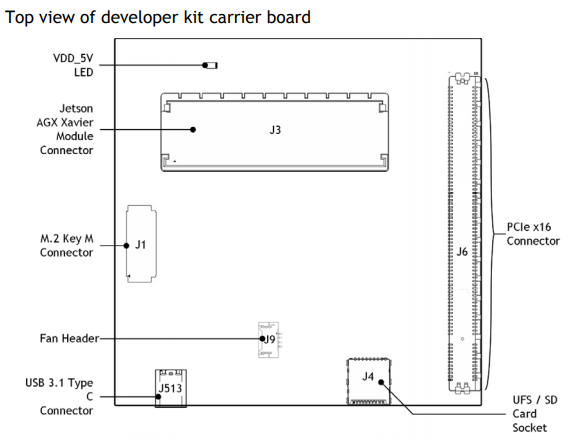 Top view of developer kit carrier board
VDD_5V
LED
Jetson
AGX Xavier
Module
Connector
J3
M.2 Key M
Connector
J1
PCIe x16
Connector
J6
Fan Header
J9
USB 3.1 Type
C
Connector
J513
J4
UFS / SD
Card
Socket